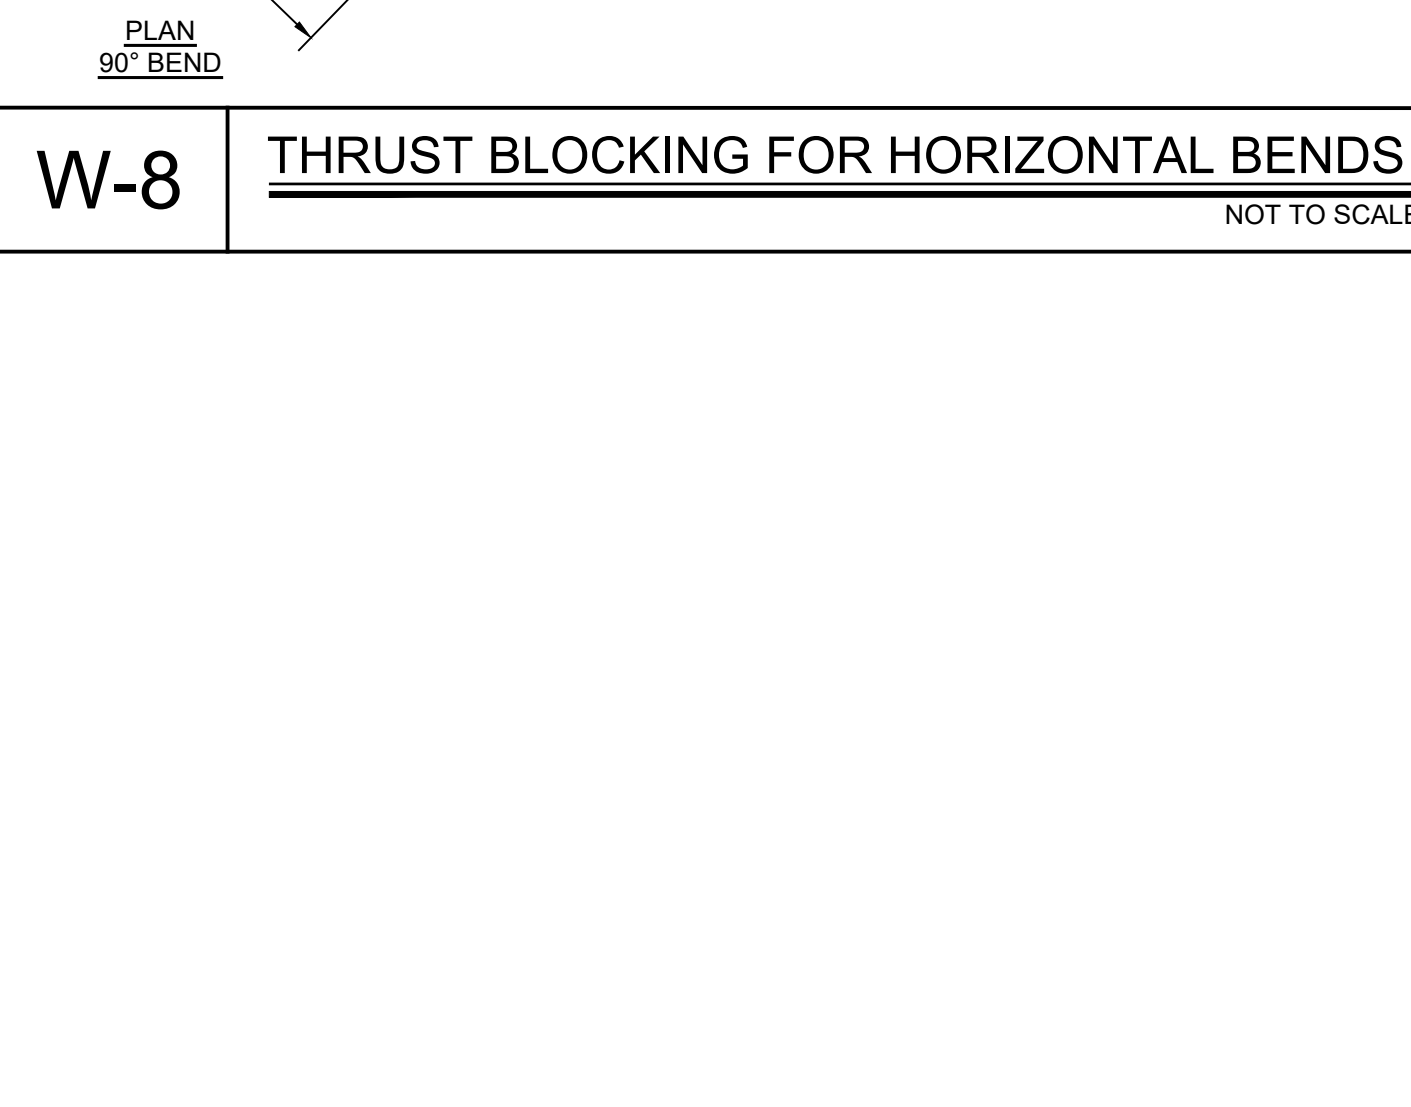 PLAN
90° BEND
W-8
THRUST BLOCKING FOR HORIZONTAL BENDS
NOT TO SCALE